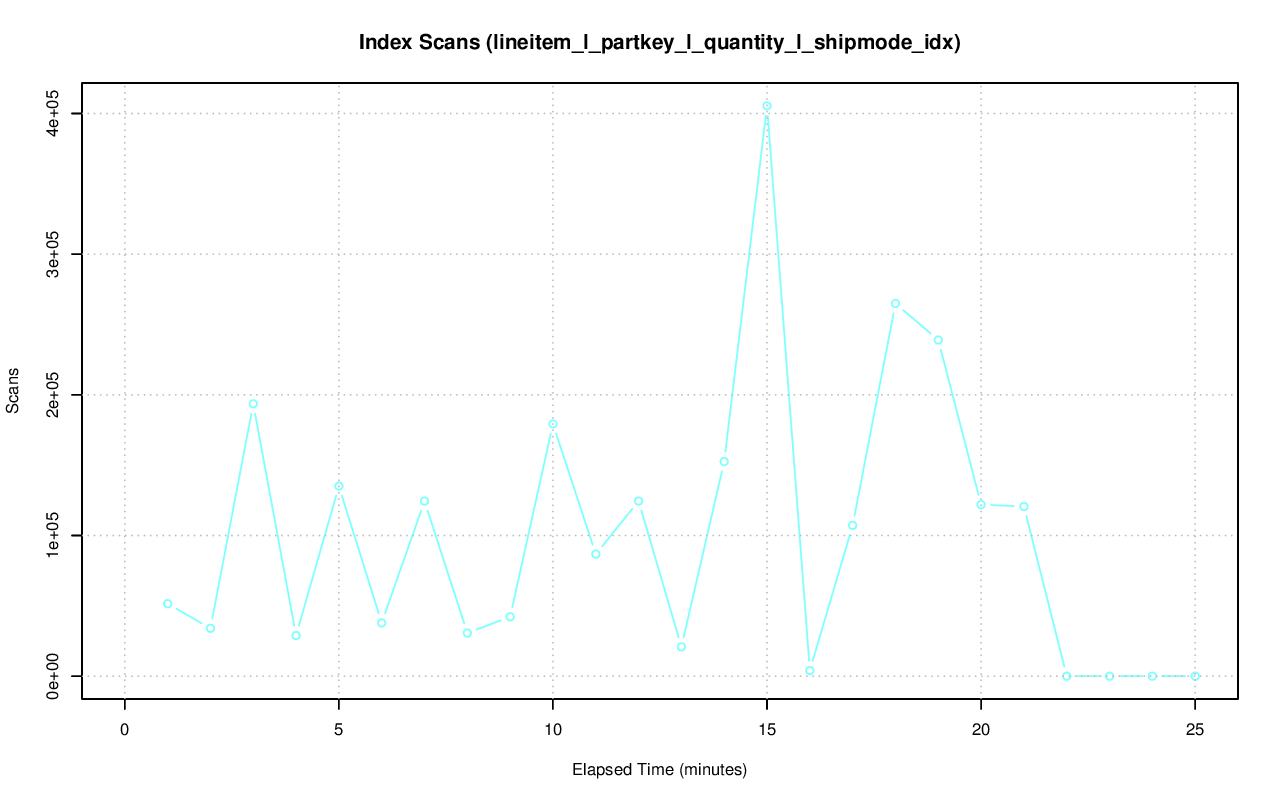 Index Scans (lineitem_l_partkey_l_quantity_l_shipmode_idx)
4e+05
3e+05
2e+05
1e+05
0e+00
Scans
0 5 10 15 20 25
Elapsed Time (minutes)